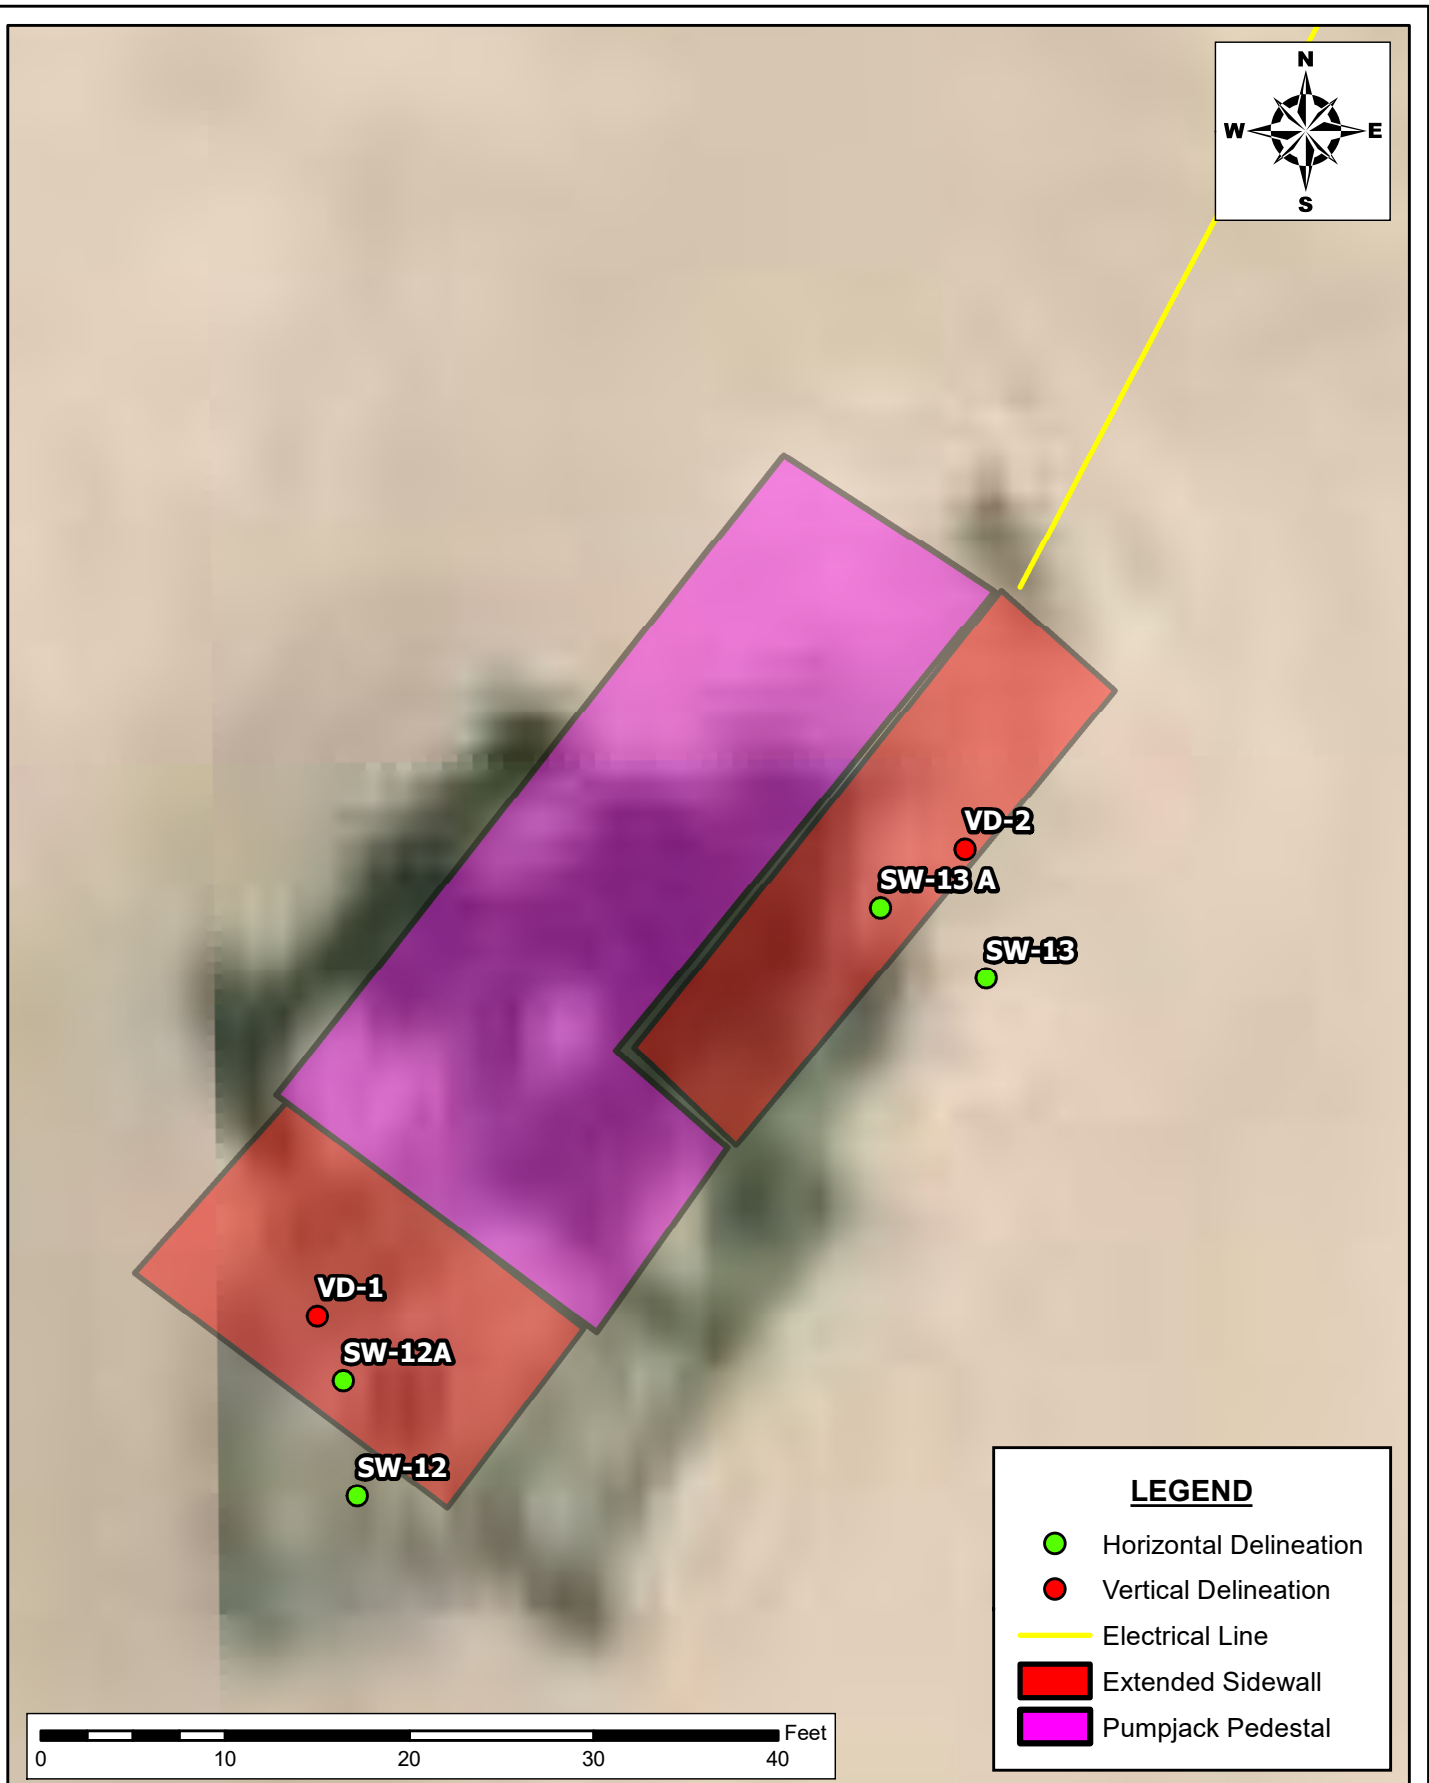 N
W E
S
VD-2
SW-13 A
SW-13
VD-1
SW-12A
SW-12
LEGEND
Horizontal Delineation
Vertical Delineation
Electrical Line
Extended Sidewall
Pumpjack Pedestal
Feet
0 10 20 30 40